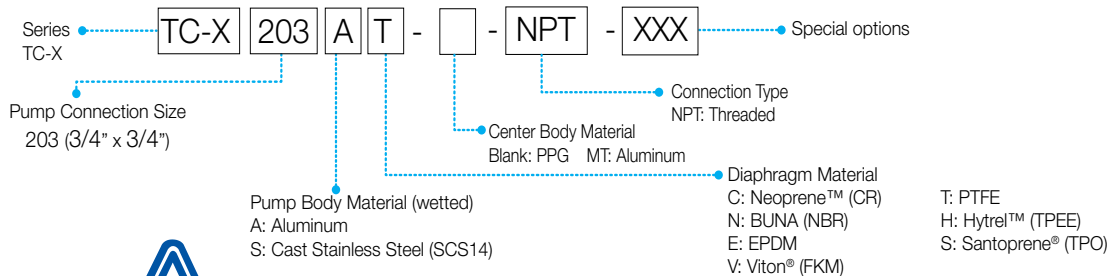 Series
TC-X
TC-X 203 A T - - NPT - XXX
Special options
Pump Connection Size
203 (3/4" x 3/4")
Connection Type
NPT: Threaded
Center Body Material
Blank: PPG MT: Aluminum
Pump Body Material (wetted)
A: Aluminum
S: Cast Stainless Steel (SCS14)
Diaphragm Material
C: Neoprene™ (CR)
N: BUNA (NBR)
E: EPDM
V: Viton® (FKM)
T: PTFE
H: Hytrel™ (TPEE)
S: Santoprene® (TPO)